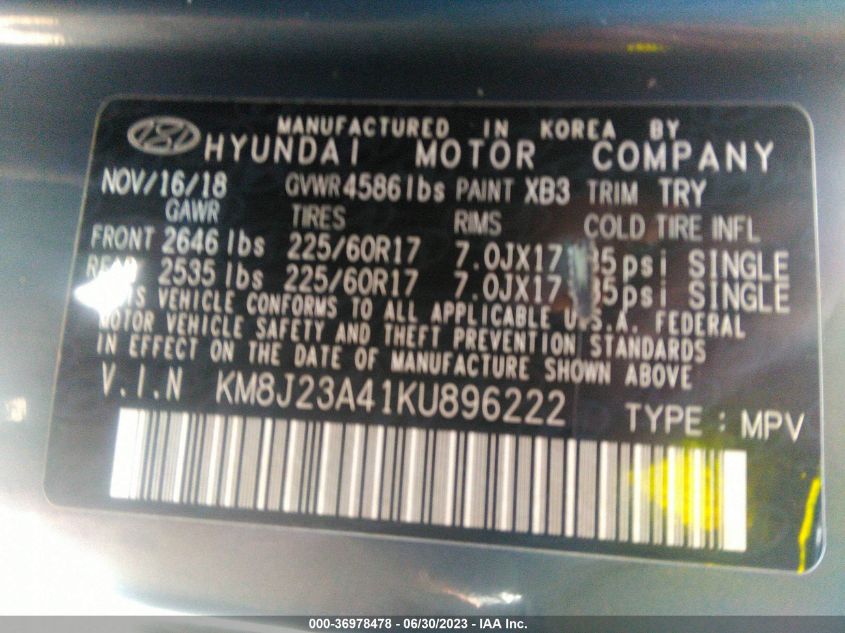 MANUFACTURED IN KOREA BY
HYUNDAI MOTOR COMPANY
NOV/16/18 GVWR 4586 lbs PAINT XB3 TRIM TRY
GAWR TIRES RIMS COLD TIRE INFL
FRONT 2646 lbs 225/60R17 7.0JX17 35psi SINGLE
REAR 2535 lbs 225/60R17 7.0JX17 35psi SINGLE
THIS VEHICLE CONFORMS TO ALL APPLICABLE U.S.A. FEDERAL
MOTOR VEHICLE SAFETY AND THEFT PREVENTION STANDARDS
IN EFFECT ON THE DATE OF MANUFACTURE SHOWN ABOVE.
V.I.N KM8J23A41KU896222 TYPE : MPV
000-36978478 - 06/30/2023 - IAA Inc.